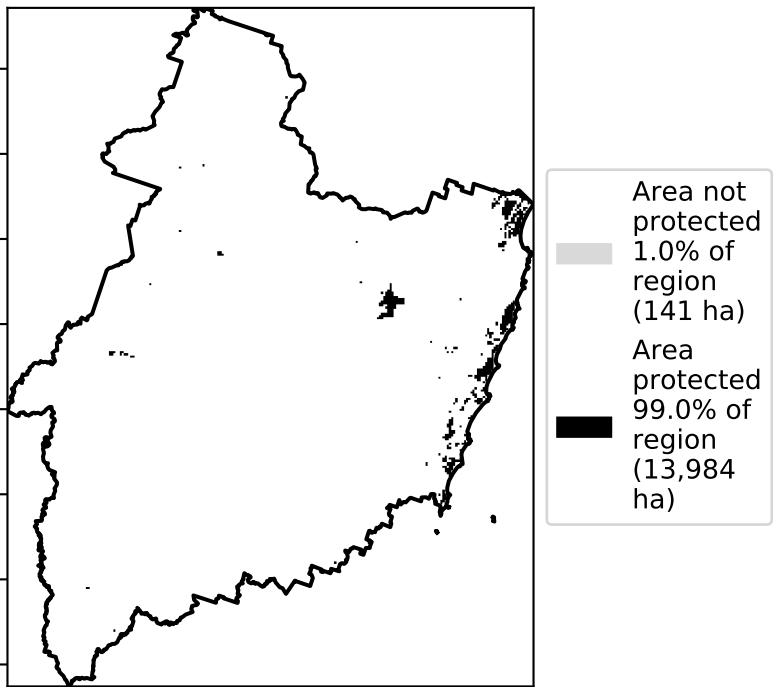 Area not
protected
1.0% of
region
(141 ha)
Area
protected
99.0% of
region
(13,984
ha)